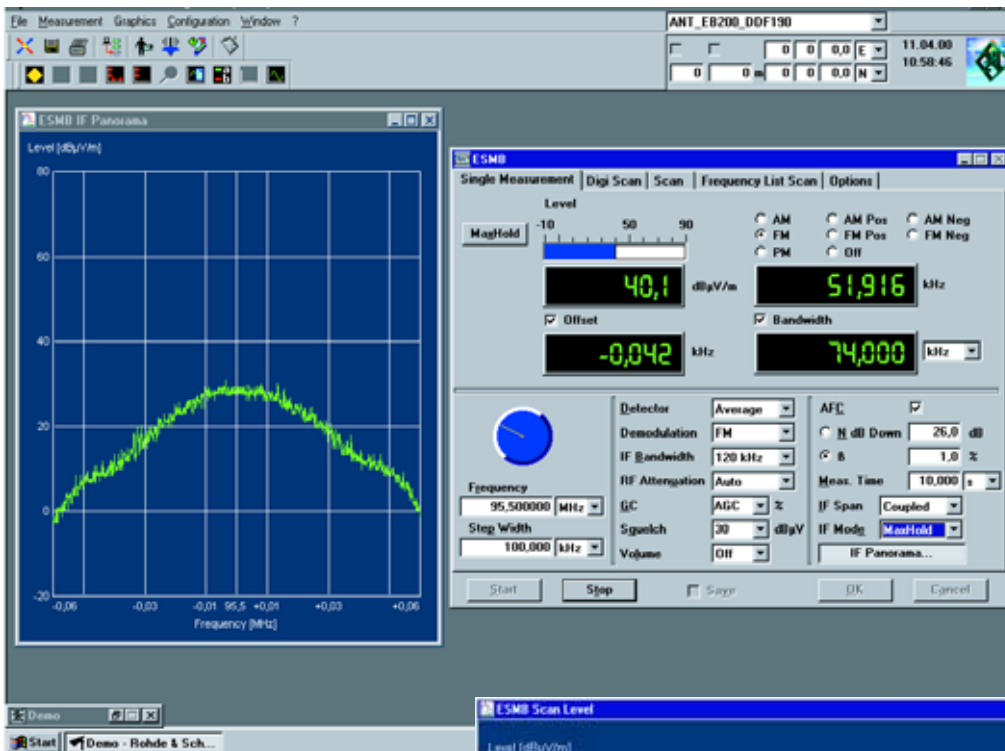 File Measurement Graphics Configuration Window ?
ANT_EB200_DDF190
0 0 0,0 E
0 0 m 0 0 0,0 N
11.04.00
10:58:46
ESMB IF Panorama
Level [dBµV/m]
80
60
40
20
0
-20
-0,06 -0,03 -0,01 95,5 +0,01 +0,03 +0,06
Frequency [MHz]
ESMB
Single Measurement Digi Scan Scan Frequency List Scan Options
Level
MaxHold
-10 50 90
AM AM Pos AM Neg
FM FM Pos FM Neg
PM Off
40,1 dBµV/m
51,916 kHz
Offset
Bandwidth
-0,042 kHz
74,000 kHz
Frequency
95,500000 MHz
Step Width
100,000 kHz
Detector Average
Demodulation FM
IF Bandwidth 120 kHz
RF Attenuation Auto
GC AGC %
Squelch 30 dBµV
Volume Off
AFC
N dB Down 26,0 dB
ß 1,0 %
Meas. Time 10,000 s
IF Span Coupled
IF Mode MaxHold
IF Panorama...
Start Stop Save OK Cancel
Demo
ESMB Scan Level
Level [dBµV/m]
Start Demo - Rohde & Sch...